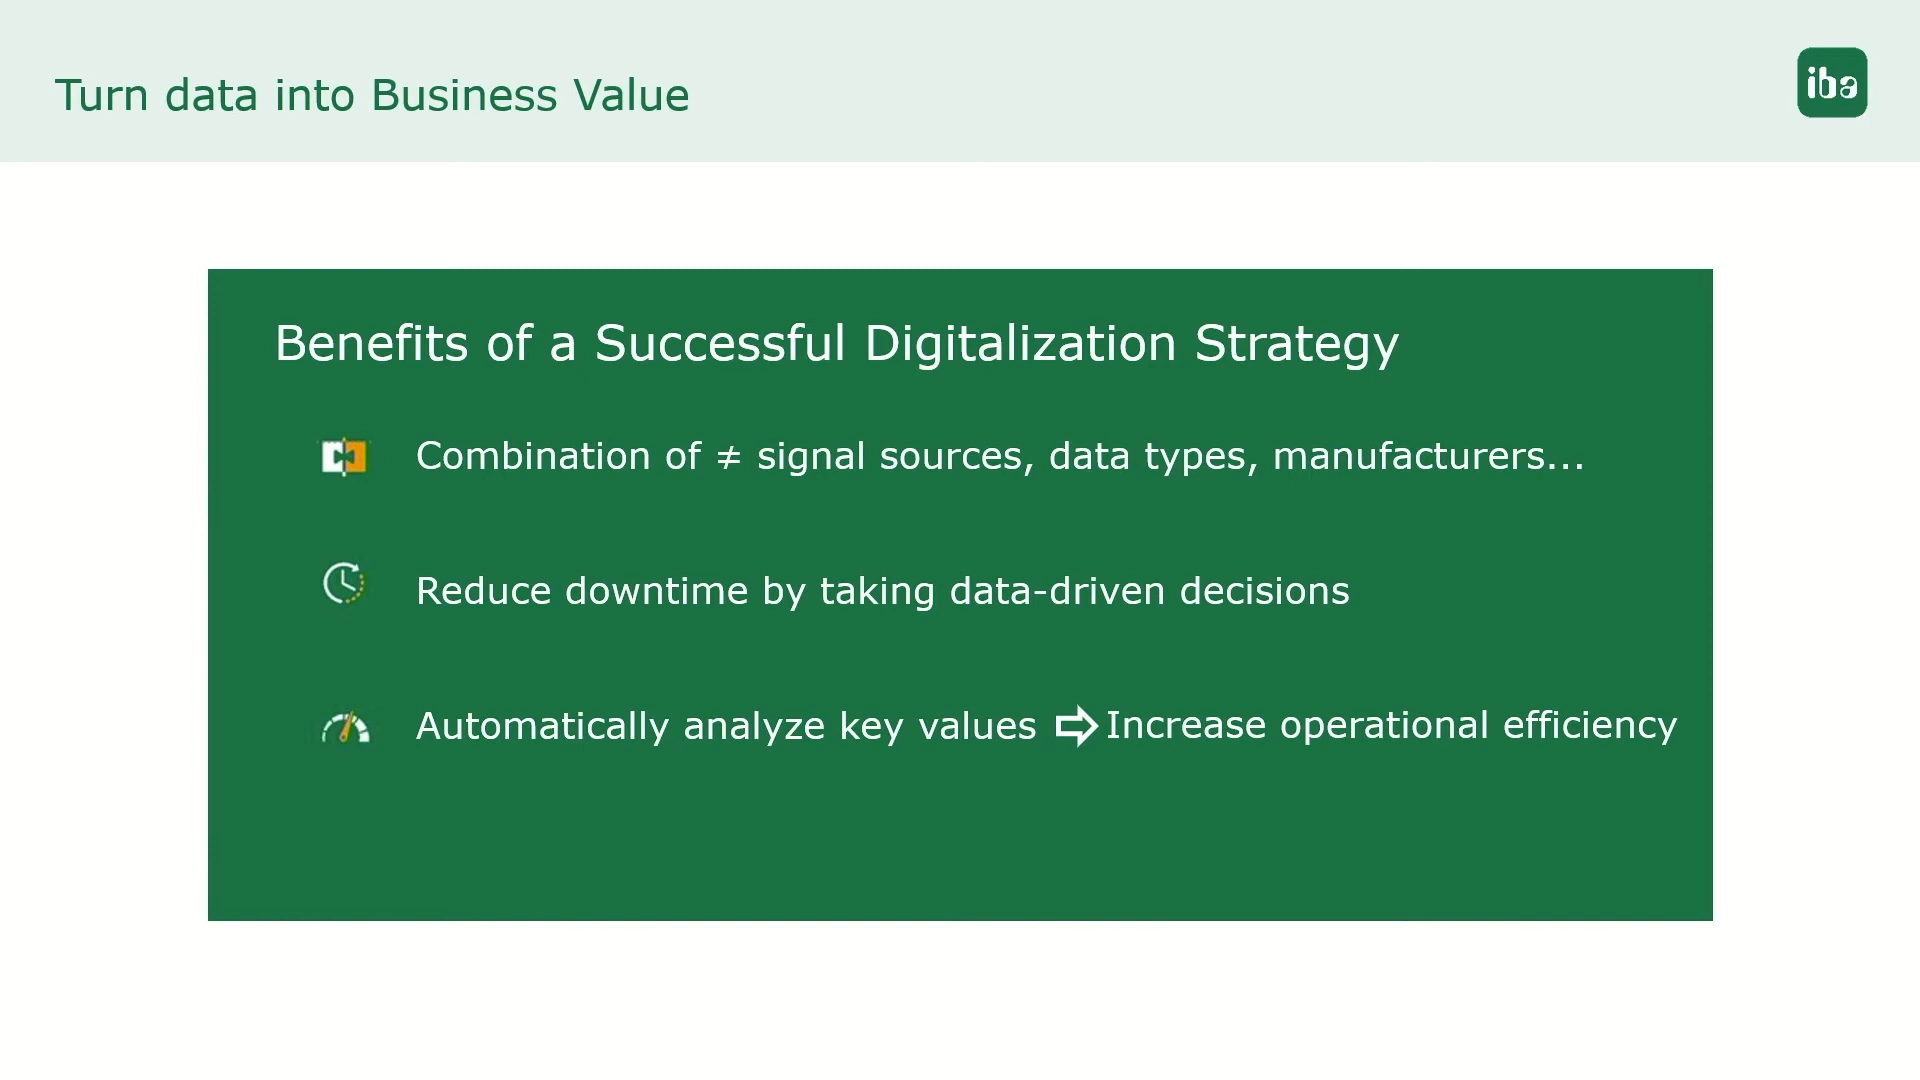 Turn data into Business Value
iba
Benefits of a Successful Digitalization Strategy
Combination of ≠ signal sources, data types, manufacturers...
Reduce downtime by taking data-driven decisions
Automatically analyze key values ⇨ Increase operational efficiency